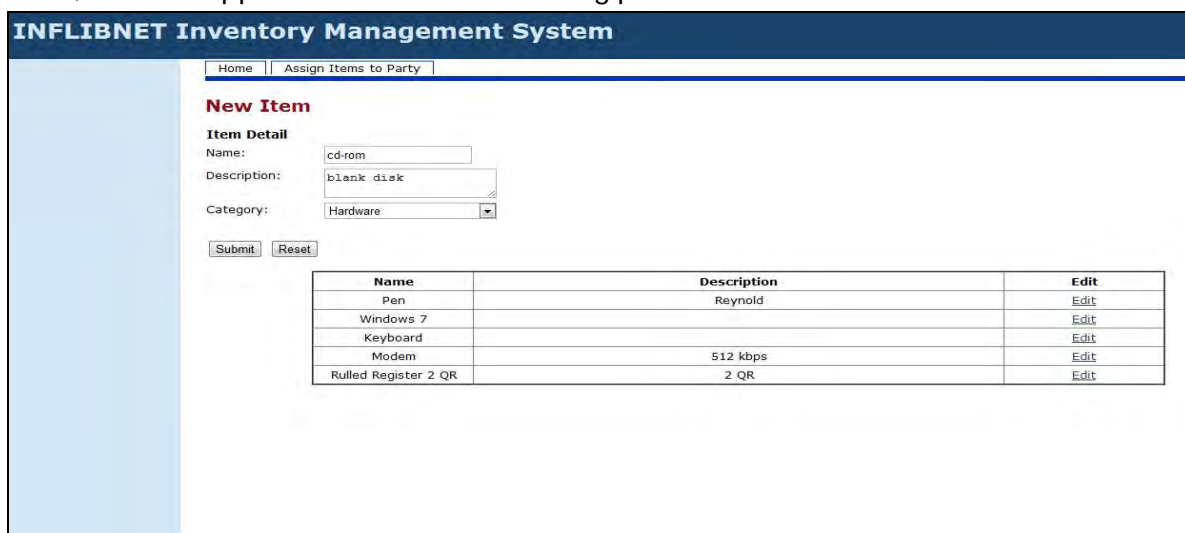 INFLIBNET Inventory Management System
Home Assign Items to Party
New Item
Item Detail
Name: cd-rom
Description: blank disk
Category: Hardware
Submit Reset
Name Description Edit
Pen Reynold Edit
Windows 7 Edit
Keyboard Edit
Modem 512 kbps Edit
Rulled Register 2 QR 2 QR Edit